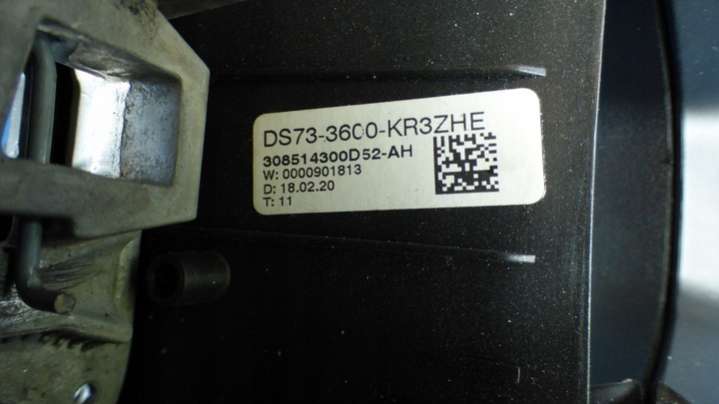 DS73-3600-KR3ZHE
308514300D52-AH
W: 0000901813
D: 18.02.20
T: 11